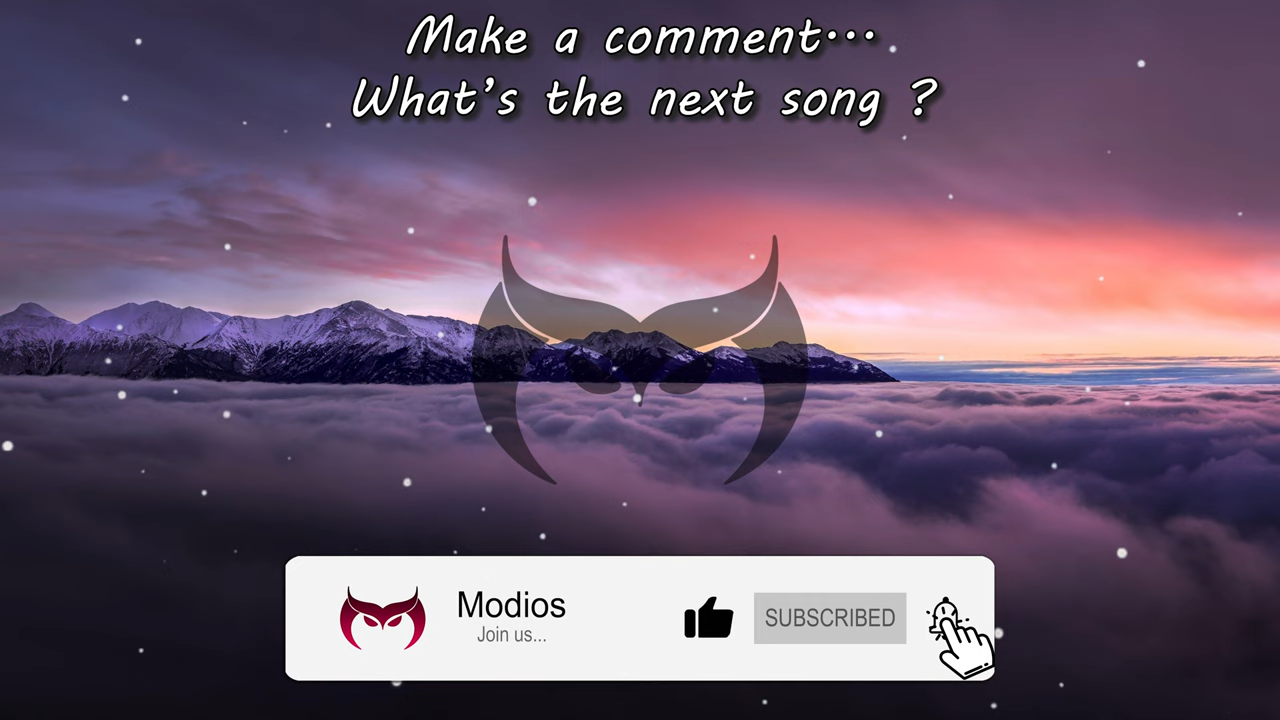 Make a comment...
What's the next song ?
Modios
Join us...
SUBSCRIBED